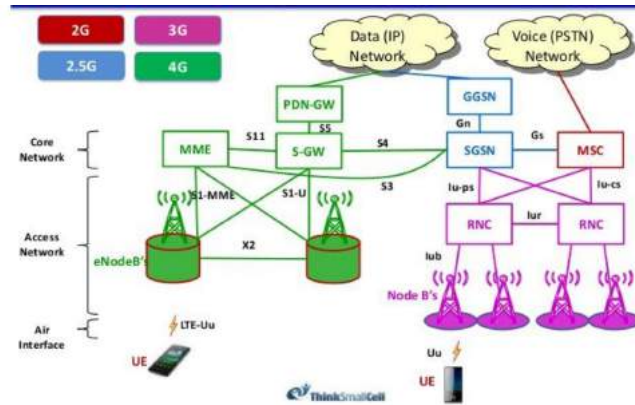 2G
3G
2.5G
4G
Data (IP)
Network
Voice (PSTN)
Network
PDN-GW
GGSN
S5
Gn
Core
Network
MME
S11
S-GW
S4
SGSN
Gs
MSC
S3
S1-MME
S1-U
Iu-ps
Iu-cs
Access
Network
RNC
Iur
RNC
eNodeB's
X2
Iub
Node B's
Air
Interface
LTE-Uu
UE
Uu
UE
ThinkSmallCell